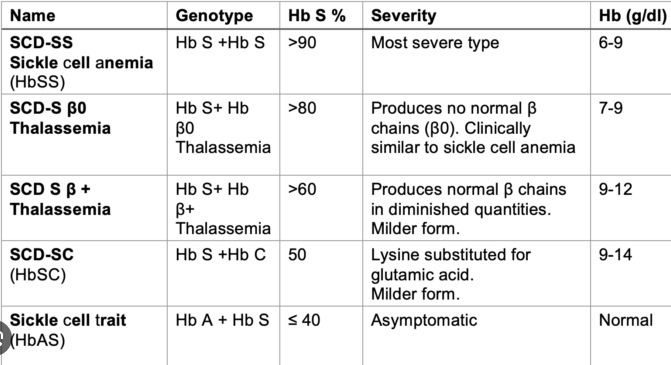 Name Genotype Hb S % Severity Hb (g/dl)
SCD-SS Hb S +Hb S >90 Most severe type 6-9
Sickle cell anemia
(HbSS)
SCD-S β0 Hb S+ Hb >80 Produces no normal β 7-9
Thalassemia β0 chains (β0). Clinically
Thalassemia similar to sickle cell anemia
SCD S β + Hb S+ Hb >60 Produces normal β chains 9-12
Thalassemia β+ in diminished quantities.
Thalassemia Milder form.
SCD-SC Hb S +Hb C 50 Lysine substituted for 9-14
(HbSC) glutamic acid.
Milder form.
Sickle cell trait Hb A + Hb S ≤ 40 Asymptomatic Normal
(HbAS)